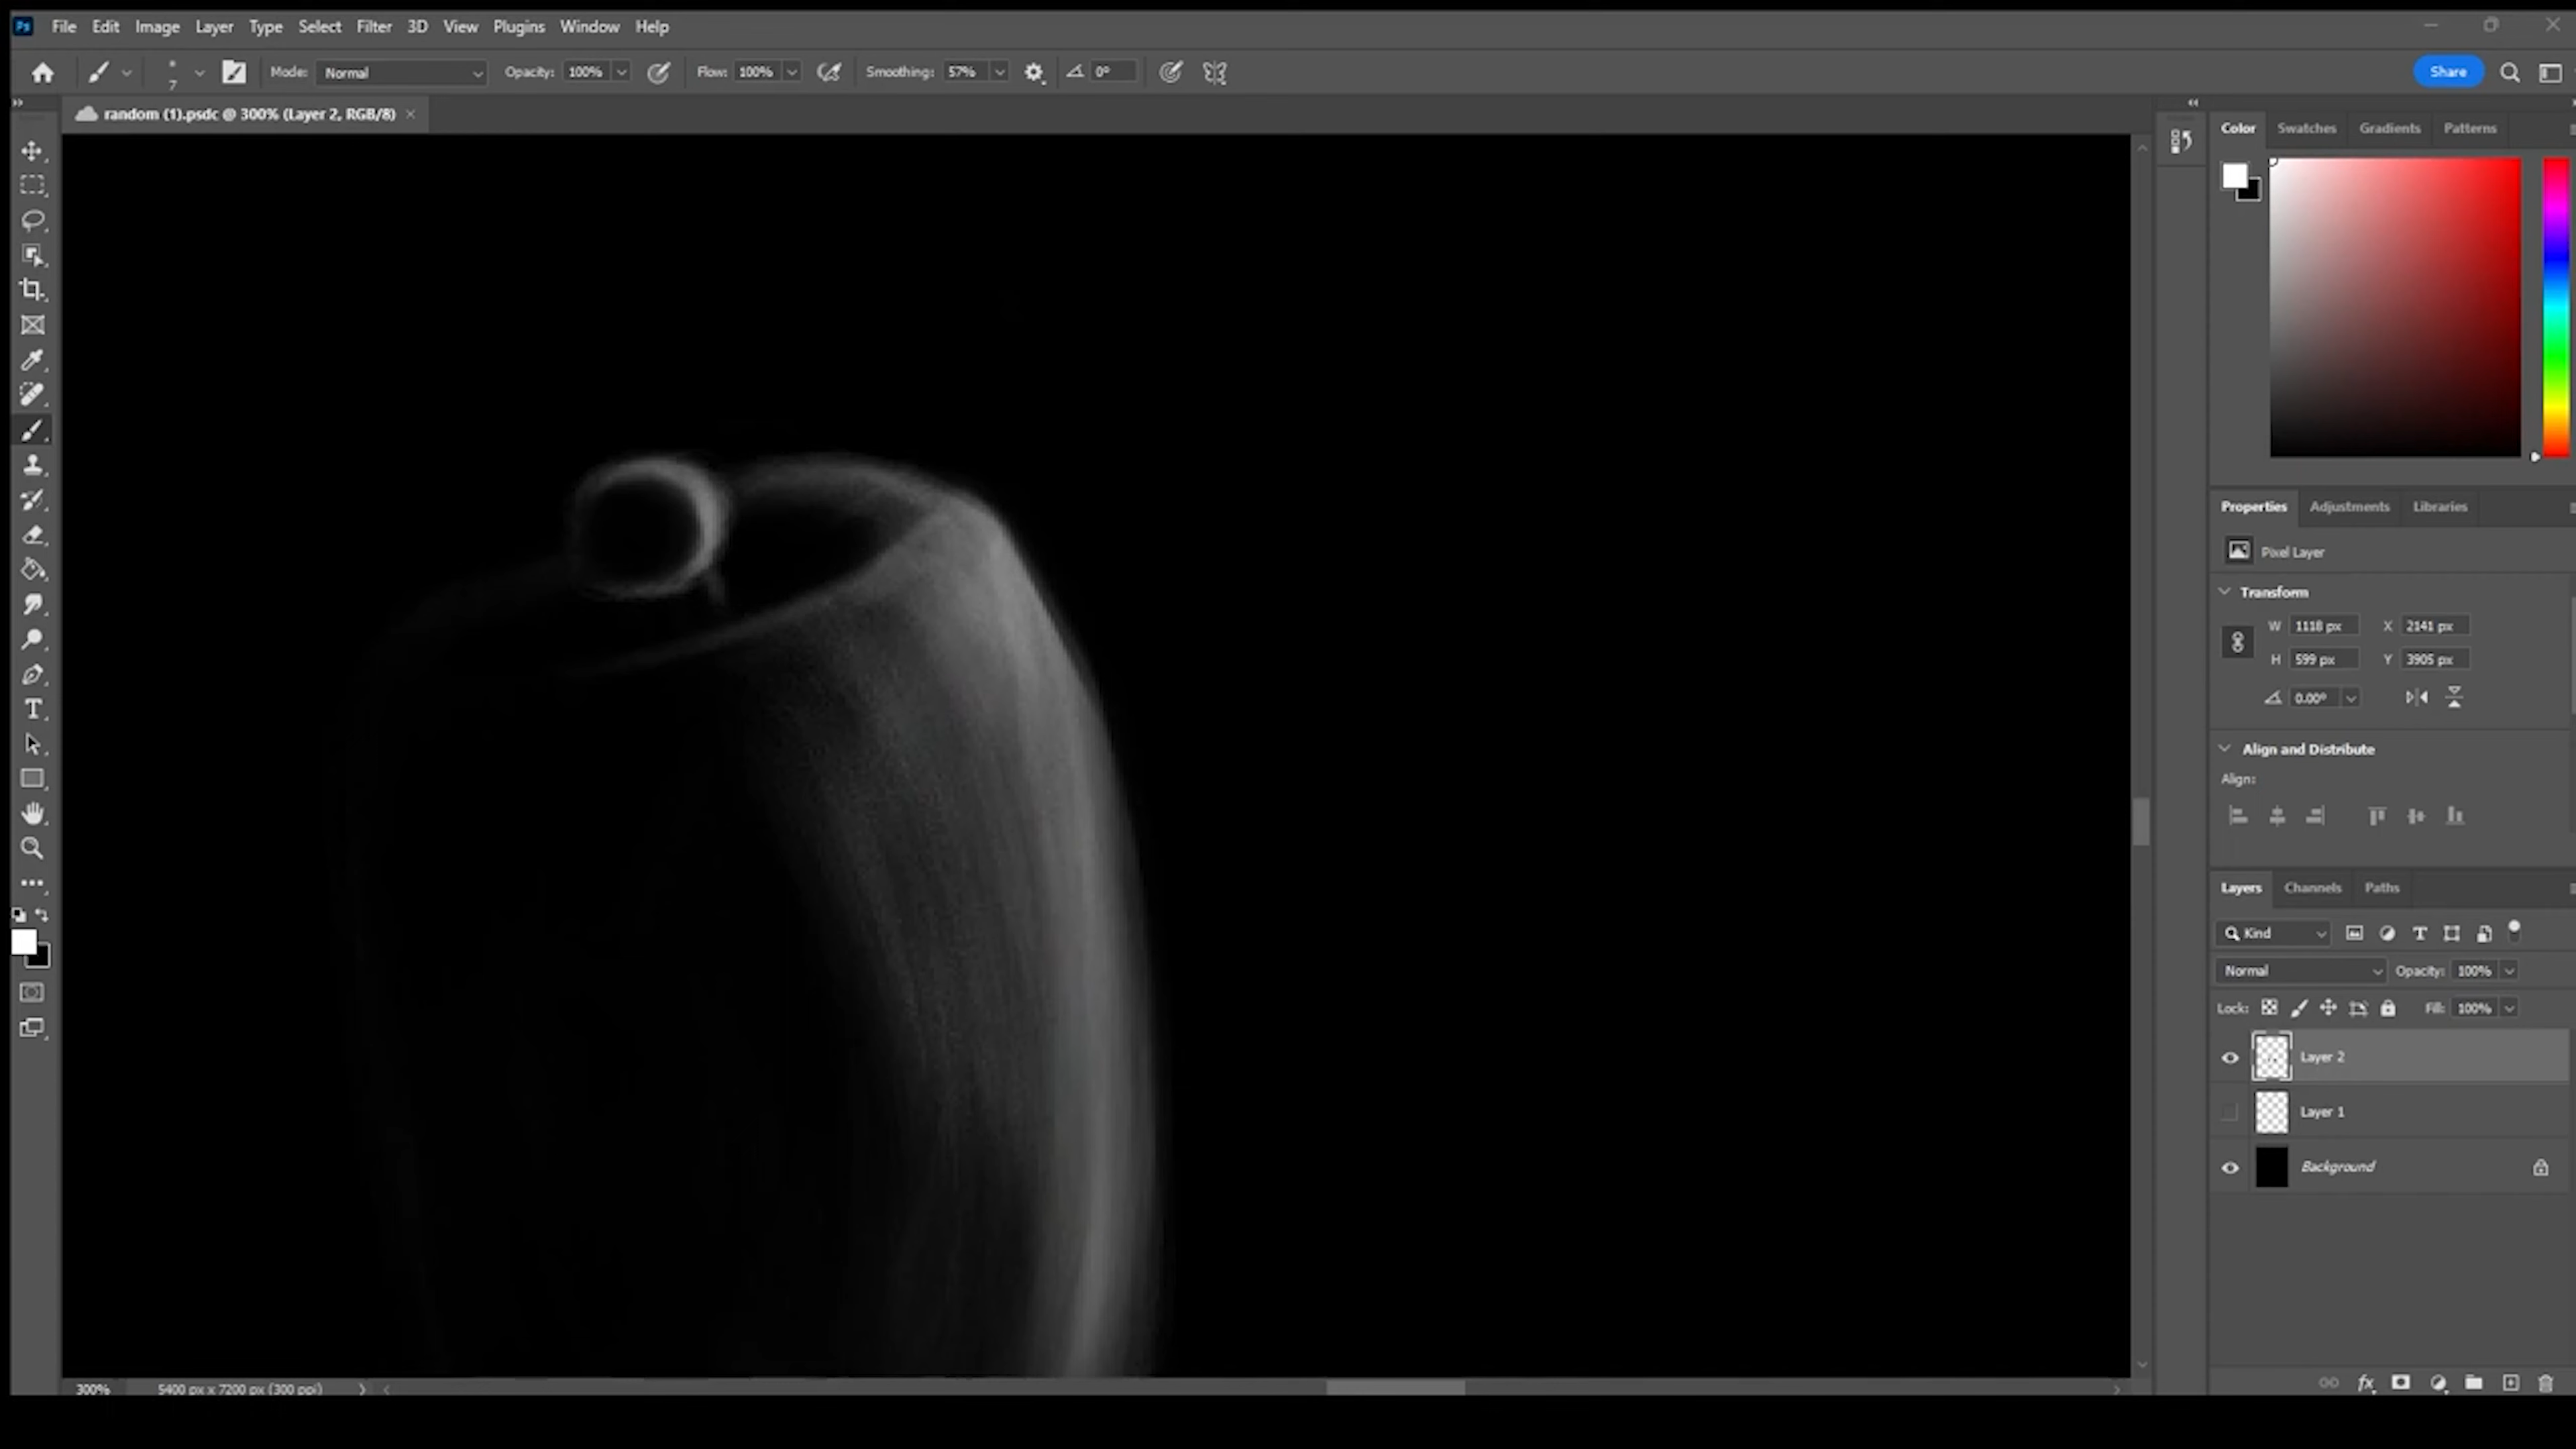 Ps File Edit Image Layer Type Select Filter 3D View Plugins Window Help
7 Mode: Normal Opacity: 100% Flow: 100% Smoothing: 57% 0° Share
random (1).psdc @ 300% (Layer 2, RGB/8)
Color Swatches Gradients Patterns
Properties Adjustments Libraries
Pixel Layer
Transform
W 1118 px X 2141 px
H 599 px Y 3905 px
0.00°
Align and Distribute
Align:
Layers Channels Paths
Kind
Normal Opacity: 100%
Lock: Fill: 100%
Layer 2
Layer 1
Background
300% 5400 px x 7200 px (300 ppi)